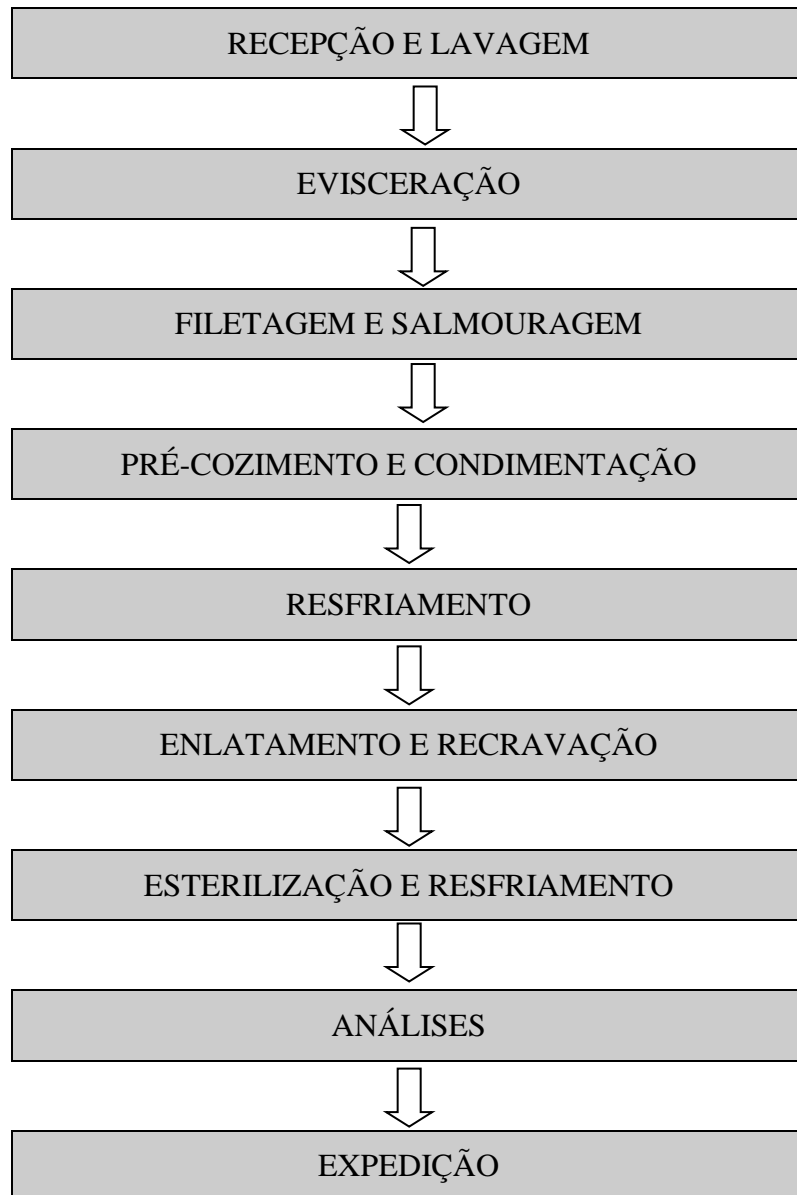 RECEPÇÃO E LAVAGEM
EVISCERAÇÃO
FILETAGEM E SALMOURAGEM
PRÉ-COZIMENTO E CONDIMENTAÇÃO
RESFRIAMENTO
ENLATAMENTO E RECRAVAÇÃO
ESTERILIZAÇÃO E RESFRIAMENTO
ANÁLISES
EXPEDIÇÃO